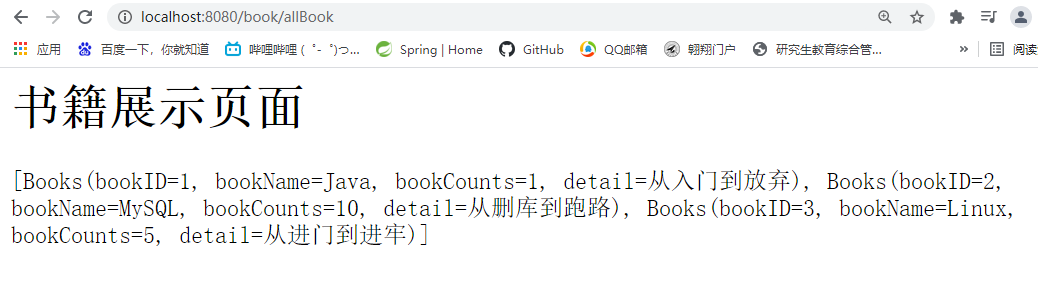 localhost:8080/book/allBook
应用 百度一下，你就知道 哔哩哔哩 (゜-゜)つ... Spring | Home GitHub QQ邮箱 翱翔门户 研究生教育综合管... » 阅读
书籍展示页面
[Books(bookID=1, bookName=Java, bookCounts=1, detail=从入门到放弃), Books(bookID=2,
bookName=MySQL, bookCounts=10, detail=从删库到跑路), Books(bookID=3, bookName=Linux,
bookCounts=5, detail=从进门到进牢)]